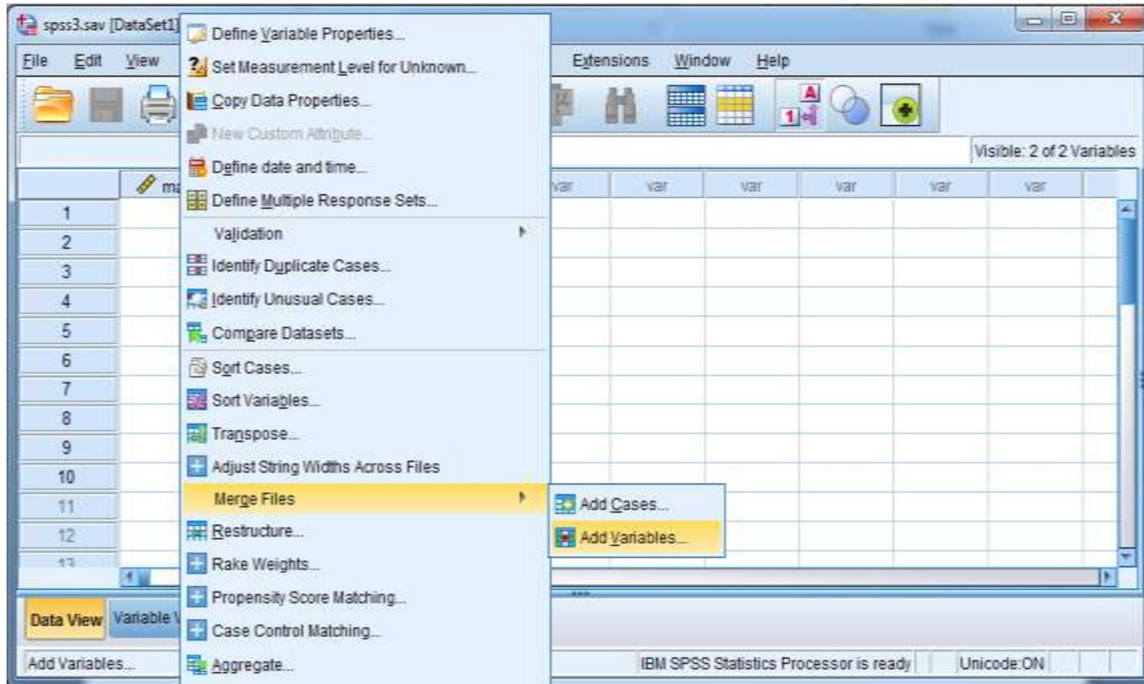 spss3.sav [DataSet1]
File Edit View Extensions Window Help
Visible: 2 of 2 Variables
var var var var var var
1
2
3
4
5
6
7
8
9
10
11
12
13
Define Variable Properties...
Set Measurement Level for Unknown...
Copy Data Properties...
New Custom Attribute...
Define date and time...
Define Multiple Response Sets...
Validation
Identify Duplicate Cases...
Identify Unusual Cases...
Compare Datasets...
Sort Cases...
Sort Variables...
Transpose...
Adjust String Widths Across Files
Merge Files
Add Cases...
Add Variables...
Restructure...
Rake Weights...
Propensity Score Matching...
Case Control Matching...
Aggregate...
Data View Variable V
Add Variables... IBM SPSS Statistics Processor is ready Unicode:ON